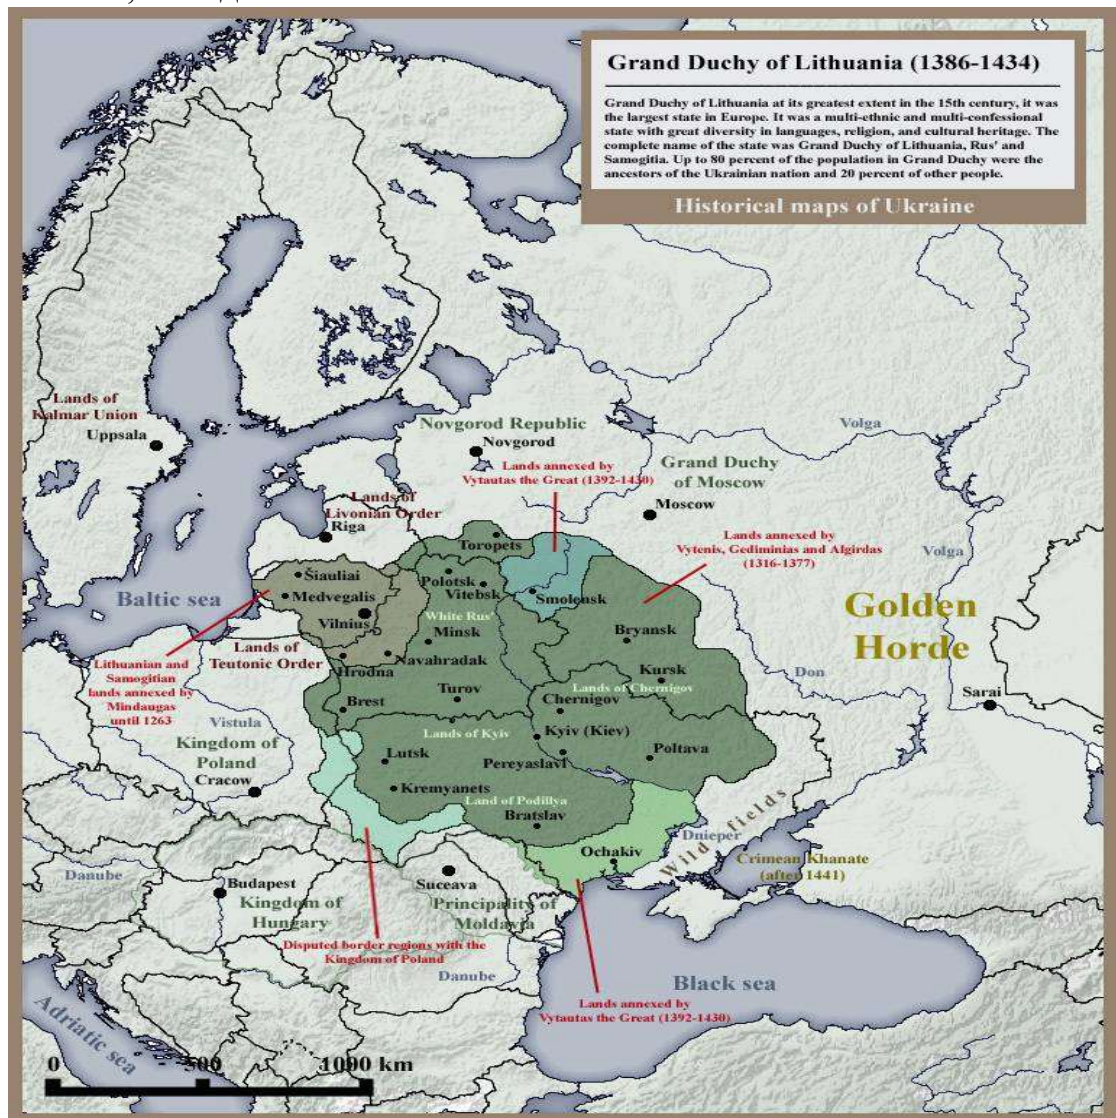 Grand Duchy of Lithuania (1386-1434)
Grand Duchy of Lithuania at its greatest extent in the 15th century, it was
the largest state in Europe. It was a multi-ethnic and multi-confessional
state with great diversity in languages, religion, and cultural heritage. The
complete name of the state was Grand Duchy of Lithuania, Rus' and
Samogitia. Up to 80 percent of the population in Grand Duchy were the
ancestors of the Ukrainian nation and 20 percent of other people.
Historical maps of Ukraine
Lands of
Kalmar Union
Uppsala
Novgorod Republic
Novgorod
Volga
Lands annexed by
Vytautas the Great (1392-1430)
Grand Duchy
of Moscow
Moscow
Lands of
Livonian Order
Riga
Lands annexed by
Vytenis, Gediminias and Algirdas
(1316-1377)
Volga
Toropets
Šiauliai
Polotsk
Vitebsk
Smolensk
Baltic sea
Medvegalis
Vilnius
White Rus'
Minsk
Bryansk
Golden
Horde
Lands of
Teutonic Order
Hrodna
Navahradak
Kursk
Don
Lithuanian and
Samogitian
lands annexed by
Mindaugas
until 1263
Turov
Lands of Chernigov
Chernigov
Sarai
Brest
Vistula
Lands of Kyiv
Kyiv (Kiev)
Kingdom of
Poland
Lutsk
Pereyaslavl
Poltava
Cracow
Kremyanets
Land of Podillya
Bratslav
Wild fields
Dnieper
Ochakiv
Crimean Khanate
(after 1441)
Danube
Budapest
Kingdom of
Hungary
Suceava
Principality of
Moldavia
Disputed border regions with the
Kingdom of Poland
Danube
Black sea
Lands annexed by
Vytautas the Great (1392-1430)
Adriatic sea
0 500 1000 km